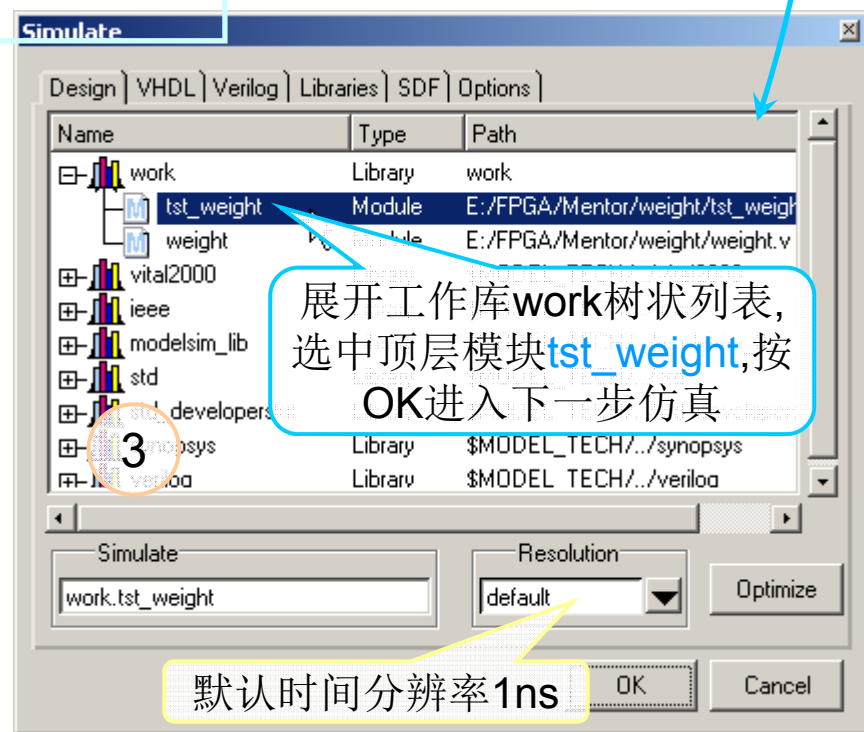 Simulate
Design VHDL Verilog Libraries SDF Options
Name Type Path
work Library work
tst_weight Module E:/FPGA/Mentor/weight/tst_weigh
weight E:/FPGA/Mentor/weight/weight.v
vital2000
ieee
modelsim_lib
std
developers
展开工作库work树状列表,
选中顶层模块tst_weight,按
OK进入下一步仿真
3
Library $MODEL_TECH/../synopsys
verilog Library $MODEL_TECH/../verilog
Simulate Resolution
work.tst_weight default Optimize
默认时间分辨率1ns OK Cancel